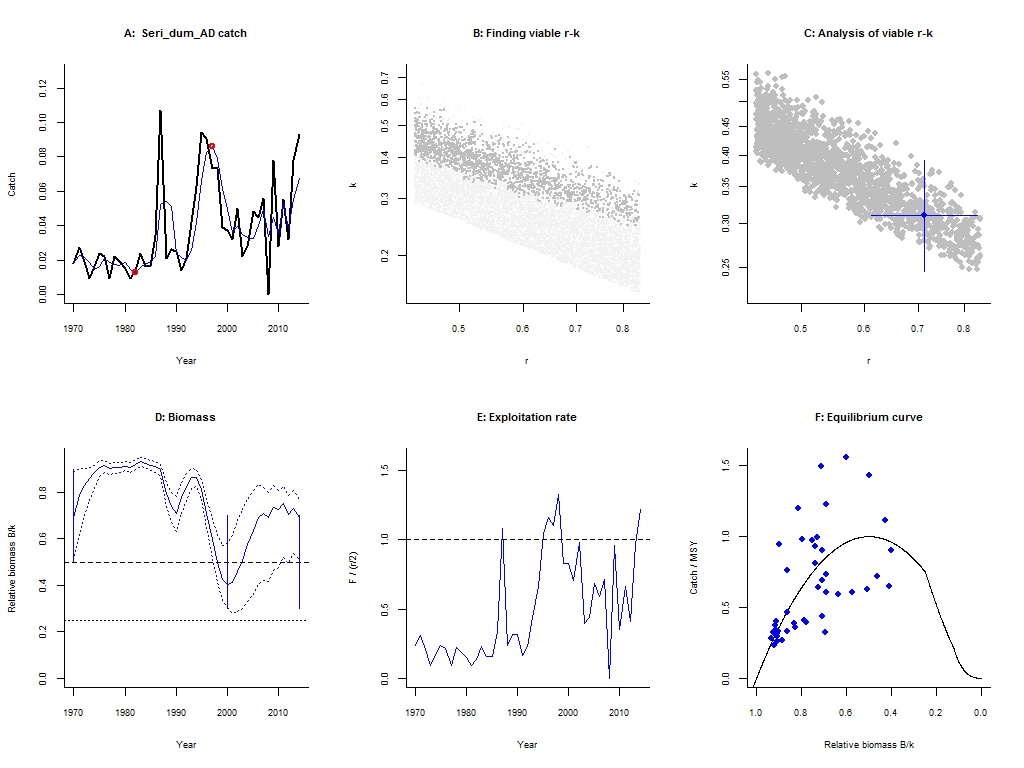 A: Seri_dum_AD catch
Catch
0.00 0.02 0.04 0.06 0.08 0.10 0.12
1970 1980 1990 2000 2010
Year
B: Finding viable r-k
k
0.2 0.3 0.4 0.5 0.6 0.7
0.5 0.6 0.7 0.8
r
C: Analysis of viable r-k
k
0.25 0.30 0.35 0.40 0.45 0.55
0.5 0.6 0.7 0.8
r
D: Biomass
Relative biomass B/k
0.0 0.2 0.4 0.6 0.8
1970 1980 1990 2000 2010
Year
E: Exploitation rate
F / (r/2)
0.0 0.5 1.0 1.5
1970 1980 1990 2000 2010
Year
F: Equilibrium curve
Catch / MSY
0.0 0.5 1.0 1.5
1.0 0.8 0.6 0.4 0.2 0.0
Relative biomass B/k